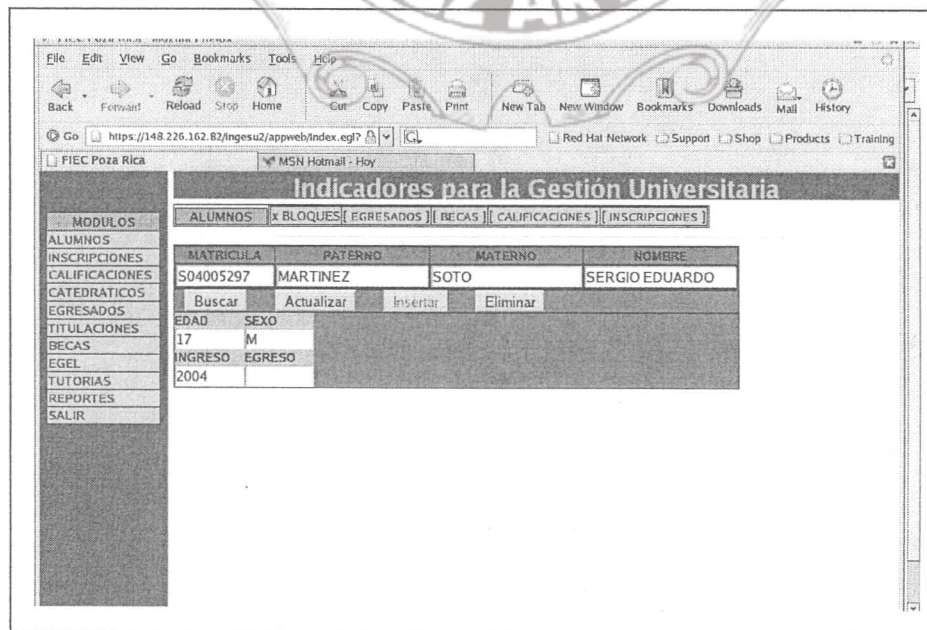 File Edit View Go Bookmarks Tools Help
Back Forward Reload Stop Home Cut Copy Paste Print New Tab New Window Bookmarks Downloads Mail History
Go https://148.226.162.82/ingesu2/appweb/index.egl? G Red Hat Network Support Shop Products Training
FIEC Poza Rica MSN Hotmail - Hoy
Indicadores para la Gestión Universitaria
ALUMNOS x BLOQUES [ EGRESADOS ] [ BECAS ] [ CALIFICACIONES ] [ INSCRIPCIONES ]
MODULOS
ALUMNOS
INSCRIPCIONES
CALIFICACIONES
CATEDRATICOS
EGRESADOS
TITULACIONES
BECAS
EGEL
TUTORIAS
REPORTES
SALIR
MATRICULA PATERNO MATERNO NOMBRE
S04005297 MARTINEZ SOTO SERGIO EDUARDO
Buscar Actualizar Insertar Eliminar
EDAD SEXO
17 M
INGRESO EGRESO
2004